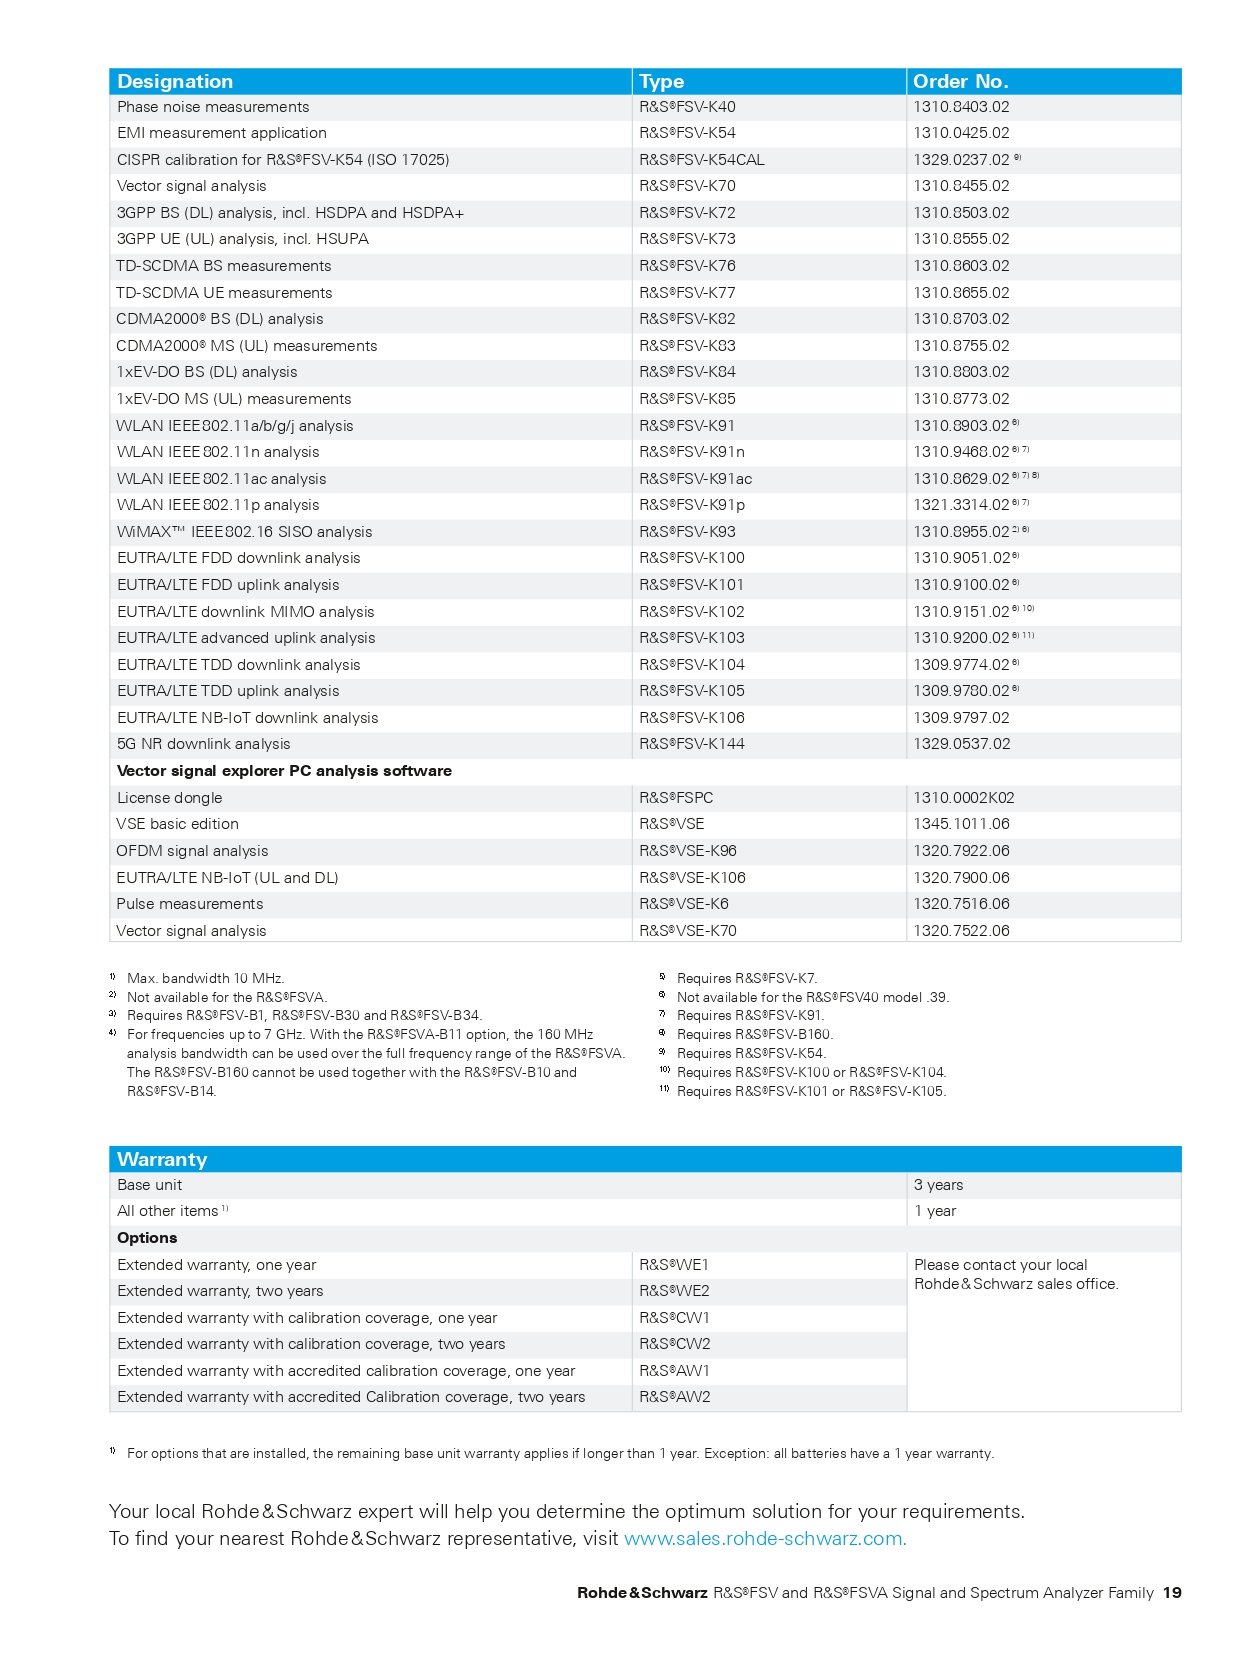 Designation Type Order No.
Phase noise measurements R&S®FSV-K40 1310.8403.02
EMI measurement application R&S®FSV-K54 1310.0425.02
CISPR calibration for R&S®FSV-K54 (ISO 17025) R&S®FSV-K54CAL 1329.0237.02 9)
Vector signal analysis R&S®FSV-K70 1310.8455.02
3GPP BS (DL) analysis, incl. HSDPA and HSDPA+ R&S®FSV-K72 1310.8503.02
3GPP UE (UL) analysis, incl. HSUPA R&S®FSV-K73 1310.8555.02
TD-SCDMA BS measurements R&S®FSV-K76 1310.8603.02
TD-SCDMA UE measurements R&S®FSV-K77 1310.8655.02
CDMA2000® BS (DL) analysis R&S®FSV-K82 1310.8703.02
CDMA2000® MS (UL) measurements R&S®FSV-K83 1310.8755.02
1xEV-DO BS (DL) analysis R&S®FSV-K84 1310.8803.02
1xEV-DO MS (UL) measurements R&S®FSV-K85 1310.8773.02
WLAN IEEE802.11a/b/g/j analysis R&S®FSV-K91 1310.8903.02 6)
WLAN IEEE802.11n analysis R&S®FSV-K91n 1310.9468.02 6) 7)
WLAN IEEE802.11ac analysis R&S®FSV-K91ac 1310.8629.02 6) 7) 8)
WLAN IEEE802.11p analysis R&S®FSV-K91p 1321.3314.02 6) 7)
WiMAX™ IEEE802.16 SISO analysis R&S®FSV-K93 1310.8955.02 2) 6)
EUTRA/LTE FDD downlink analysis R&S®FSV-K100 1310.9051.02 6)
EUTRA/LTE FDD uplink analysis R&S®FSV-K101 1310.9100.02 6)
EUTRA/LTE downlink MIMO analysis R&S®FSV-K102 1310.9151.02 6) 10)
EUTRA/LTE advanced uplink analysis R&S®FSV-K103 1310.9200.02 6) 11)
EUTRA/LTE TDD downlink analysis R&S®FSV-K104 1309.9774.02 6)
EUTRA/LTE TDD uplink analysis R&S®FSV-K105 1309.9780.02 6)
EUTRA/LTE NB-IoT downlink analysis R&S®FSV-K106 1309.9797.02
5G NR downlink analysis R&S®FSV-K144 1329.0537.02
Vector signal explorer PC analysis software
License dongle R&S®FSPC 1310.0002K02
VSE basic edition R&S®VSE 1345.1011.06
OFDM signal analysis R&S®VSE-K96 1320.7922.06
EUTRA/LTE NB-IoT (UL and DL) R&S®VSE-K106 1320.7900.06
Pulse measurements R&S®VSE-K6 1320.7516.06
Vector signal analysis R&S®VSE-K70 1320.7522.06
1) Max. bandwidth 10 MHz.
2) Not available for the R&S®FSVA.
3) Requires R&S®FSV-B1, R&S®FSV-B30 and R&S®FSV-B34.
4) For frequencies up to 7 GHz. With the R&S®FSVA-B11 option, the 160 MHz
analysis bandwidth can be used over the full frequency range of the R&S®FSVA.
The R&S®FSV-B160 cannot be used together with the R&S®FSV-B10 and
R&S®FSV-B14.
5) Requires R&S®FSV-K7.
6) Not available for the R&S®FSV40 model .39.
7) Requires R&S®FSV-K91.
8) Requires R&S®FSV-B160.
9) Requires R&S®FSV-K54.
10) Requires R&S®FSV-K100 or R&S®FSV-K104.
11) Requires R&S®FSV-K101 or R&S®FSV-K105.
Warranty
Base unit 3 years
All other items 1) 1 year
Options
Extended warranty, one year R&S®WE1 Please contact your local
Rohde&Schwarz sales office.
Extended warranty, two years R&S®WE2
Extended warranty with calibration coverage, one year R&S®CW1
Extended warranty with calibration coverage, two years R&S®CW2
Extended warranty with accredited calibration coverage, one year R&S®AW1
Extended warranty with accredited Calibration coverage, two years R&S®AW2
1) For options that are installed, the remaining base unit warranty applies if longer than 1 year. Exception: all batteries have a 1 year warranty.
Your local Rohde&Schwarz expert will help you determine the optimum solution for your requirements.
To find your nearest Rohde&Schwarz representative, visit www.sales.rohde-schwarz.com.
Rohde&Schwarz R&S®FSV and R&S®FSVA Signal and Spectrum Analyzer Family 19